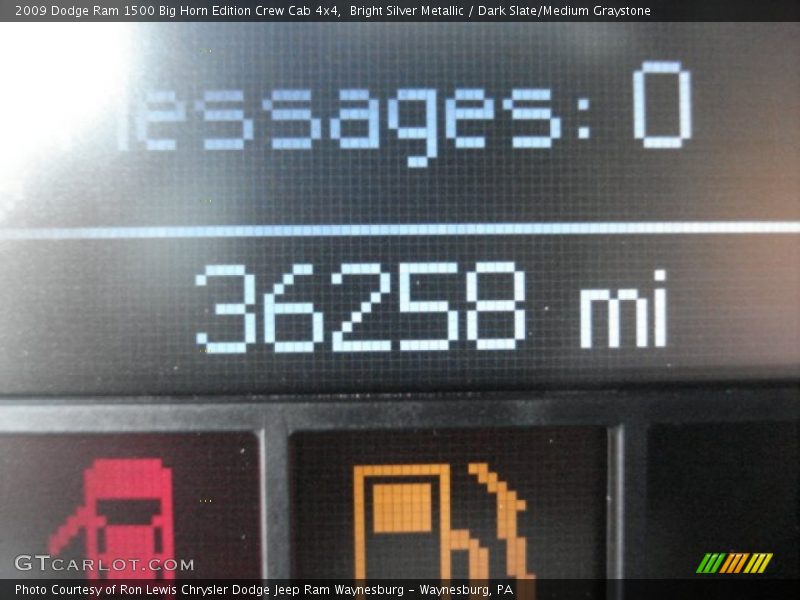 2009 Dodge Ram 1500 Big Horn Edition Crew Cab 4x4,  Bright Silver Metallic / Dark Slate/Medium Graystone
essages: 0
36258 mi
GTCARLOT.COM
Photo Courtesy of Ron Lewis Chrysler Dodge Jeep Ram Waynesburg - Waynesburg, PA